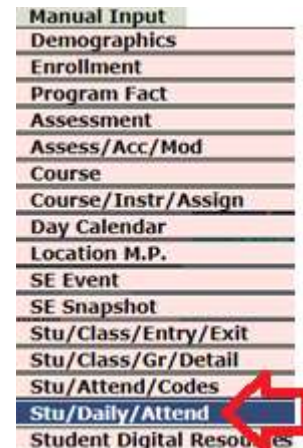 Manual Input
Demographics
Enrollment
Program Fact
Assessment
Assess/Acc/Mod
Course
Course/Instr/Assign
Day Calendar
Location M.P.
SE Event
SE Snapshot
Stu/Class/Entry/Exit
Stu/Class/Gr/Detail
Stu/Attend/Codes
Stu/Daily/Attend
Student Digital Resources